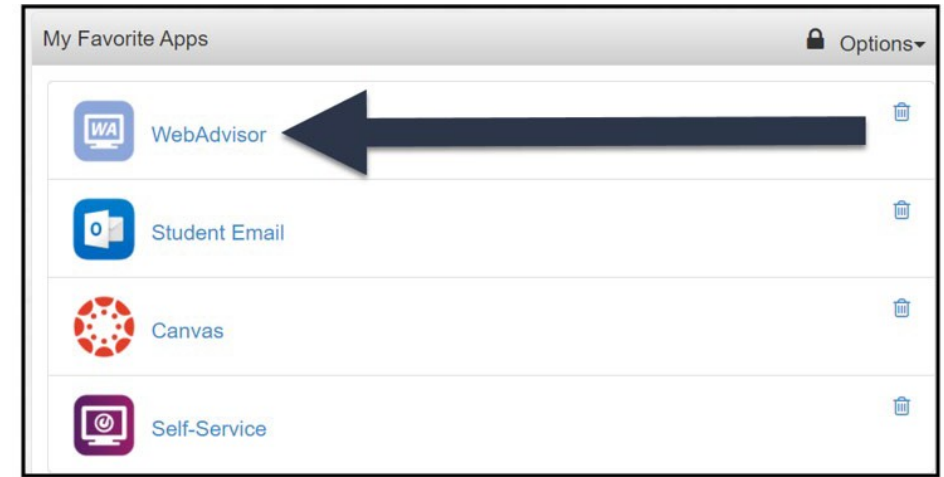 My Favorite Apps Options
WA WebAdvisor
O Student Email
Canvas
Self-Service